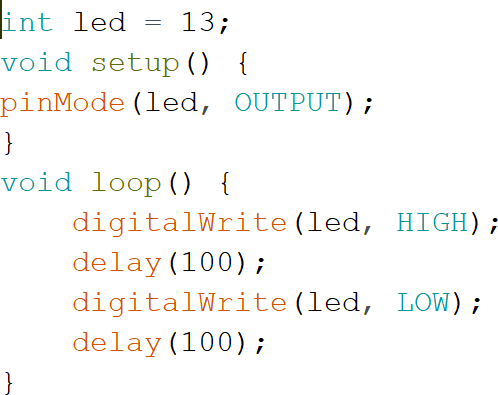 int led = 13;
void setup() {
pinMode(led, OUTPUT);
}
void loop() {
    digitalWrite(led, HIGH);
    delay(100);
    digitalWrite(led, LOW);
    delay(100);
}